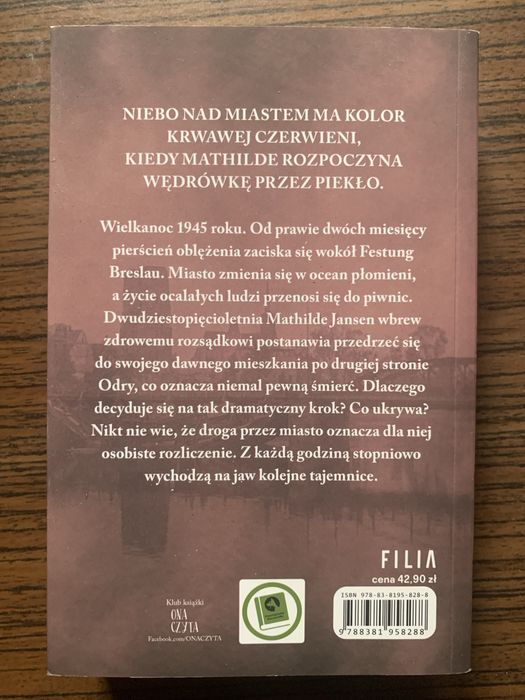 NIEBO NAD MIASTEM MA KOLOR
KRWAWEJ CZERWIENI,
KIEDY MATHILDE ROZPOCZYNA
WĘDRÓWKĘ PRZEZ PIEKŁO.
Wielkanoc 1945 roku. Od prawie dwóch miesięcy
pierścień oblężenia zaciska się wokół Festung
Breslau. Miasto zmienia się w ocean płomieni,
a życie ocalałych ludzi przenosi się do piwnic.
Dwudziestopięcioletnia Mathilde Jansen wbrew
zdrowemu rozsądkowi postanawia przedrzeć się
do swojego dawnego mieszkania po drugiej stronie
Odry, co oznacza niemal pewną śmierć. Dlaczego
decyduje się na tak dramatyczny krok? Co ukrywa?
Nikt nie wie, że droga przez miasto oznacza dla niej
osobiste rozliczenie. Z każdą godziną stopniowo
wychodzą na jaw kolejne tajemnice.
FILIA
cena 42,90 zł
ISBN 978-83-8195-828-8
9 788381 958288
Klub książki
ONA
CZYTA
Facebook.com/ONACZYTA